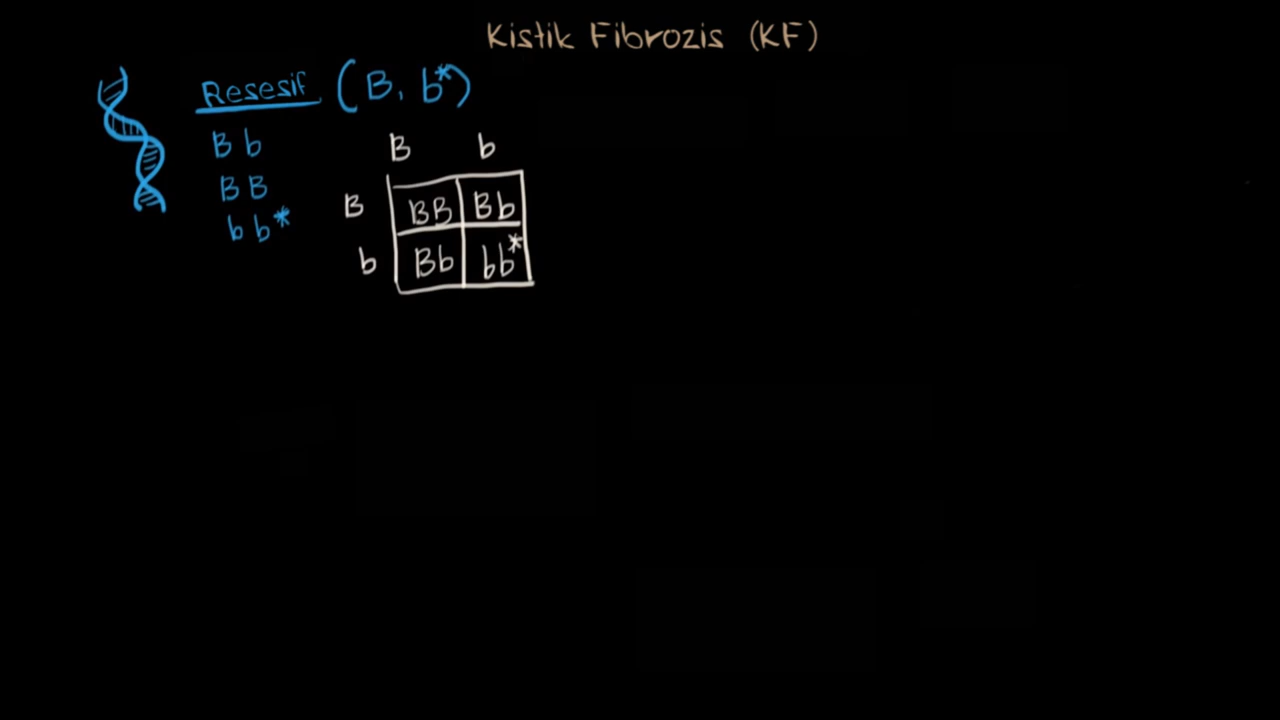 Kistik Fibrozis (KF)
Resesif (B, b*)
B b
B B
b b*
B b
B BB Bb
b Bb bb*